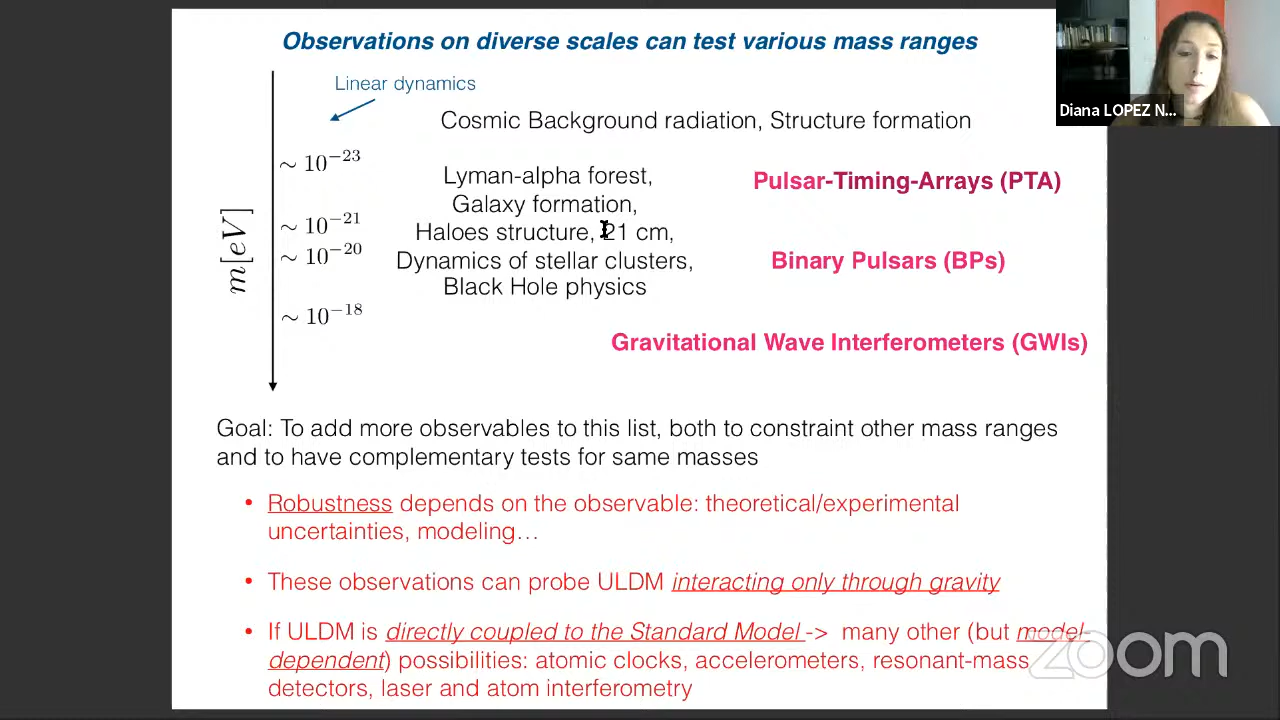 Observations on diverse scales can test various mass ranges
Diana LOPEZ N...
Linear dynamics
Cosmic Background radiation, Structure formation
∼ 10⁻²³
Lyman-alpha forest,
Pulsar-Timing-Arrays (PTA)
Galaxy formation,
∼ 10⁻²¹
Haloes structure, 21 cm,
m[eV]
∼ 10⁻²⁰
Dynamics of stellar clusters,
Binary Pulsars (BPs)
Black Hole physics
∼ 10⁻¹⁸
Gravitational Wave Interferometers (GWIs)
Goal: To add more observables to this list, both to constraint other mass ranges
and to have complementary tests for same masses
• Robustness depends on the observable: theoretical/experimental
uncertainties, modeling…
• These observations can probe ULDM interacting only through gravity
• If ULDM is directly coupled to the Standard Model -> many other (but model-
dependent) possibilities: atomic clocks, accelerometers, resonant-mass
detectors, laser and atom interferometry
zoom